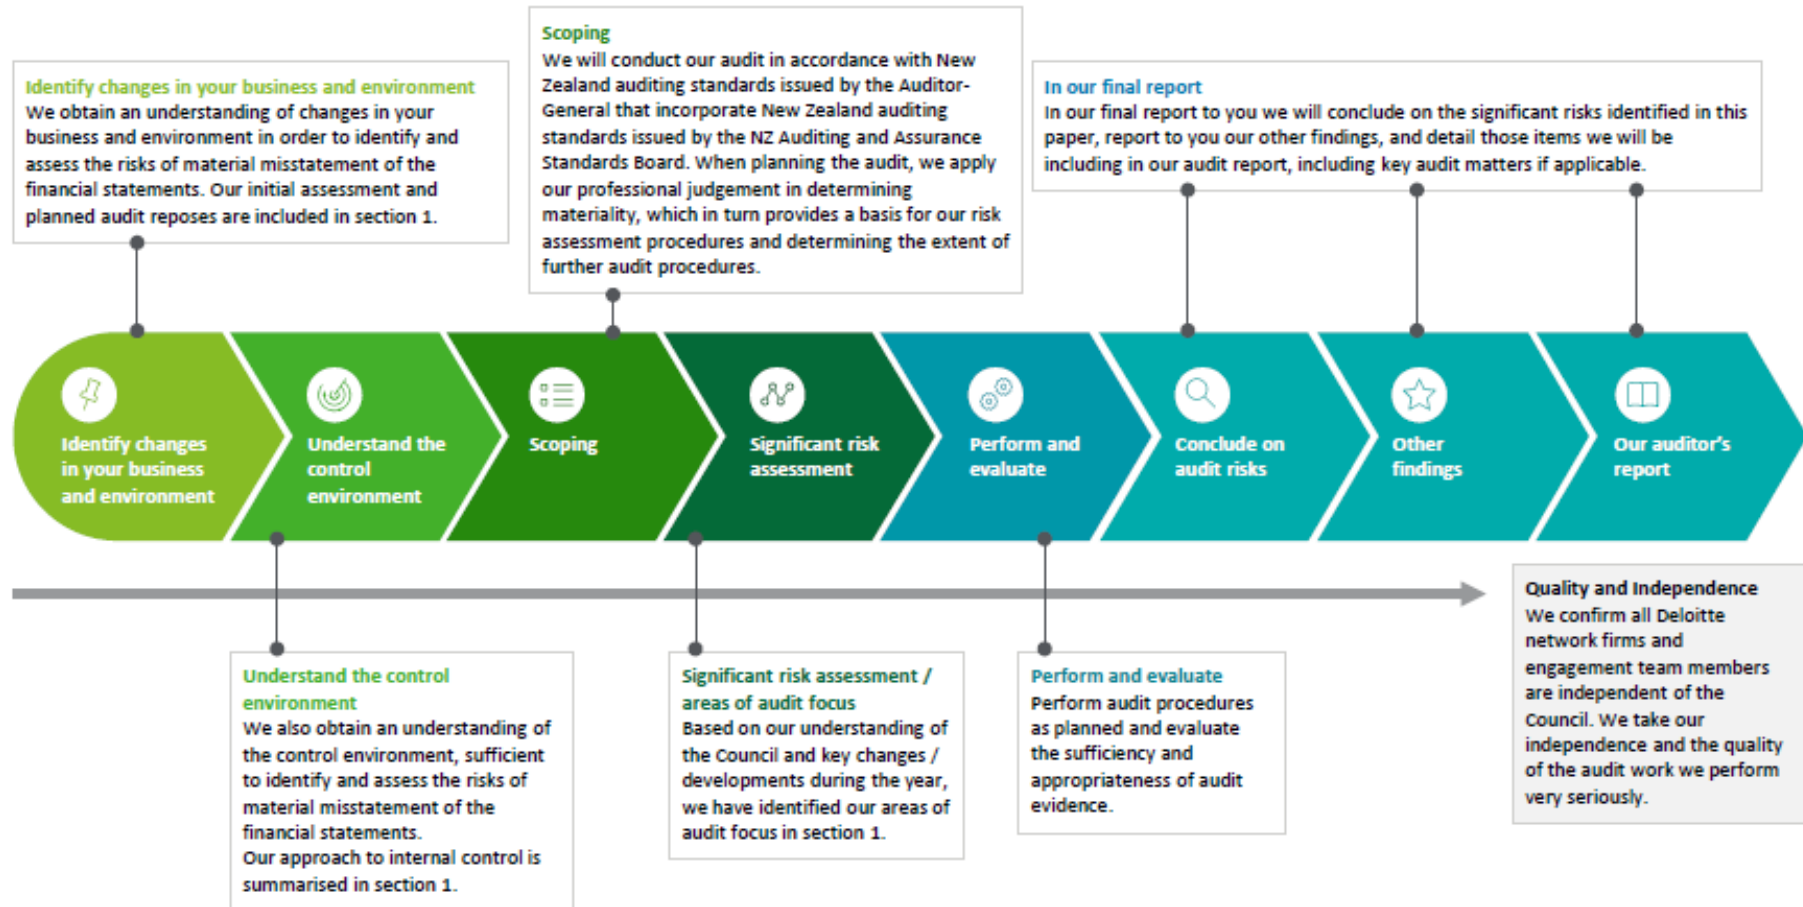 Scoping
We will conduct our audit in accordance with New
Zealand auditing standards issued by the Auditor-
General that incorporate New Zealand auditing
standards issued by the NZ Auditing and Assurance
Standards Board. When planning the audit, we apply
our professional judgement in determining
materiality, which in turn provides a basis for our risk
assessment procedures and determining the extent of
further audit procedures.
Identify changes in your business and environment
We obtain an understanding of changes in your
business and environment in order to identify and
assess the risks of material misstatement of the
financial statements. Our initial assessment and
planned audit reposes are included in section 1.
In our final report
In our final report to you we will conclude on the significant risks identified in this
paper, report to you our other findings, and detail those items we will be
including in our audit report, including key audit matters if applicable.
Identify changes
in your business
and environment
Understand the
control
environment
Scoping
Significant risk
assessment
Perform and
evaluate
Conclude on
audit risks
Other
findings
Our auditor's
report
Understand the control
environment
We also obtain an understanding of
the control environment, sufficient
to identify and assess the risks of
material misstatement of the
financial statements.
Our approach to internal control is
summarised in section 1.
Significant risk assessment /
areas of audit focus
Based on our understanding of
the Council and key changes /
developments during the year,
we have identified our areas of
audit focus in section 1.
Perform and evaluate
Perform audit procedures
as planned and evaluate
the sufficiency and
appropriateness of audit
evidence.
Quality and Independence
We confirm all Deloitte
network firms and
engagement team members
are independent of the
Council. We take our
independence and the quality
of the audit work we perform
very seriously.